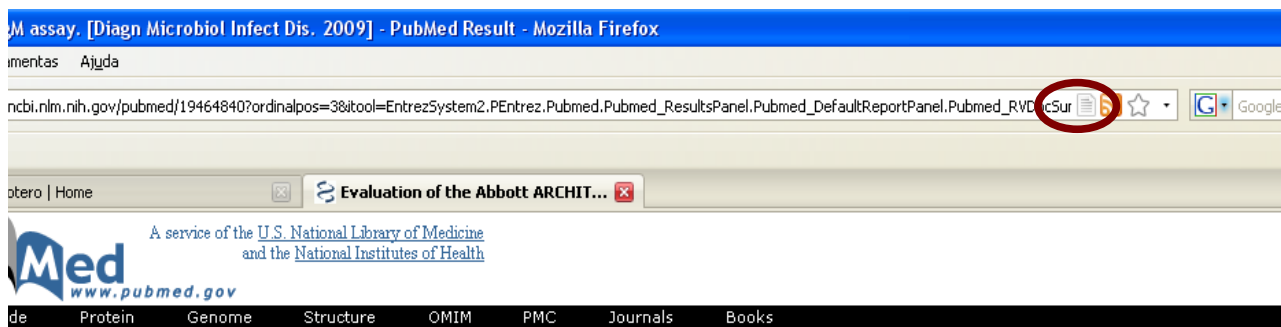 M assay. [Diagn Microbiol Infect Dis. 2009] - PubMed Result - Mozilla Firefox
amentas Ajuda
ncbi.nlm.nih.gov/pubmed/19464840?ordinalpos=3&itool=EntrezSystem2.PEntrez.Pubmed.Pubmed_ResultsPanel.Pubmed_DefaultReportPanel.Pubmed_RVDocSur G Google
otero | Home Evaluation of the Abbott ARCHIT...
A service of the U.S. National Library of Medicine
and the National Institutes of Health
Med
www.pubmed.gov
de Protein Genome Structure OMIM PMC Journals Books